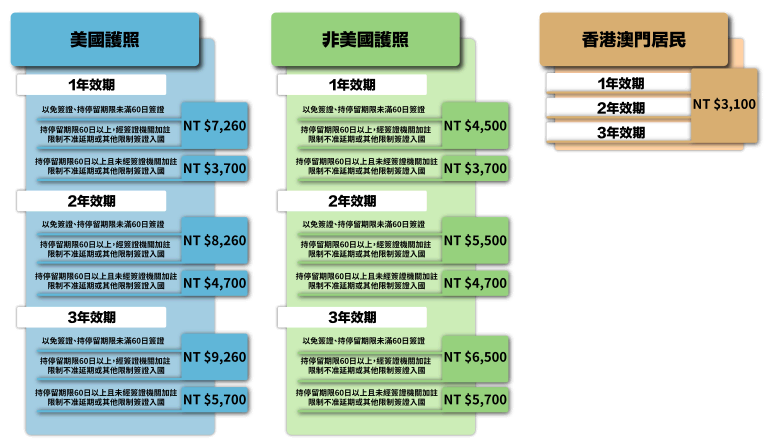 美國護照
1年效期
以免簽證、持停留期限未滿60日簽證
持停留期限60日以上，經簽證機關加註
限制不准延期或其他限制簽證入國
NT $7,260
持停留期限60日以上且未經簽證機關加註
限制不准延期或其他限制簽證入國
NT $3,700
2年效期
以免簽證、持停留期限未滿60日簽證
持停留期限60日以上，經簽證機關加註
限制不准延期或其他限制簽證入國
NT $8,260
持停留期限60日以上且未經簽證機關加註
限制不准延期或其他限制簽證入國
NT $4,700
3年效期
以免簽證、持停留期限未滿60日簽證
持停留期限60日以上，經簽證機關加註
限制不准延期或其他限制簽證入國
NT $9,260
持停留期限60日以上且未經簽證機關加註
限制不准延期或其他限制簽證入國
NT $5,700
非美國護照
1年效期
以免簽證、持停留期限未滿60日簽證
持停留期限60日以上，經簽證機關加註
限制不准延期或其他限制簽證入國
NT $4,500
持停留期限60日以上且未經簽證機關加註
限制不准延期或其他限制簽證入國
NT $3,700
2年效期
以免簽證、持停留期限未滿60日簽證
持停留期限60日以上，經簽證機關加註
限制不准延期或其他限制簽證入國
NT $5,500
持停留期限60日以上且未經簽證機關加註
限制不准延期或其他限制簽證入國
NT $4,700
3年效期
以免簽證、持停留期限未滿60日簽證
持停留期限60日以上，經簽證機關加註
限制不准延期或其他限制簽證入國
NT $6,500
持停留期限60日以上且未經簽證機關加註
限制不准延期或其他限制簽證入國
NT $5,700
香港澳門居民
1年效期
2年效期
3年效期
NT $3,100